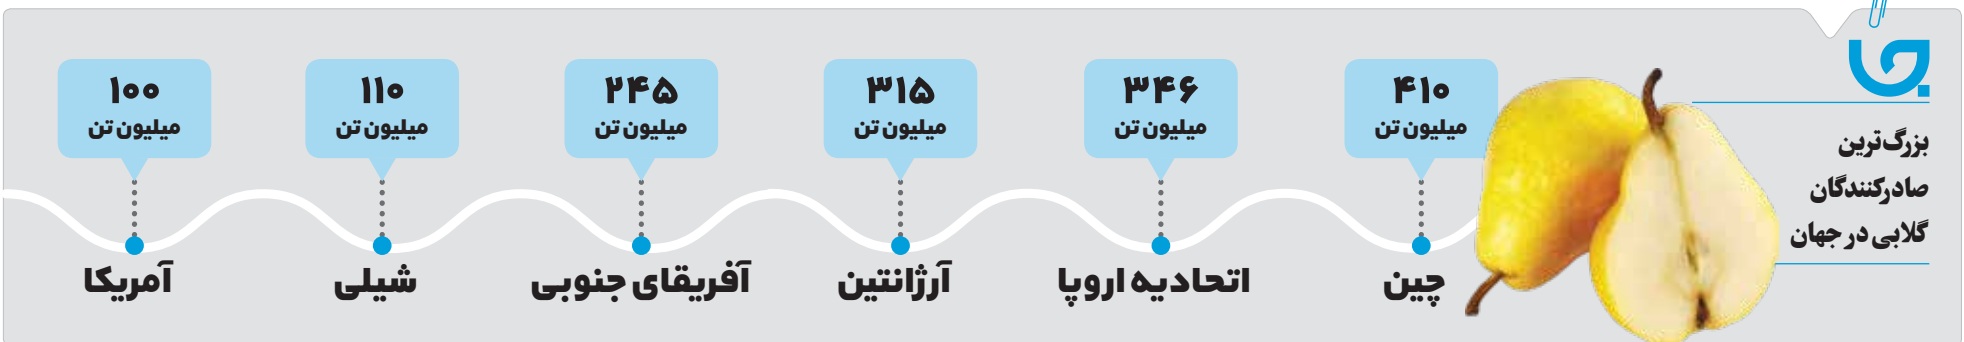 بزرگ‌ترین
صادرکنندگان
گلابی در جهان
۴۱۰
میلیون تن
چین
۳۴۶
میلیون تن
اتحادیه اروپا
۳۱۵
میلیون تن
آرژانتین
۲۴۵
میلیون تن
آفریقای جنوبی
۱۱۰
میلیون تن
شیلی
۱۰۰
میلیون تن
آمریکا